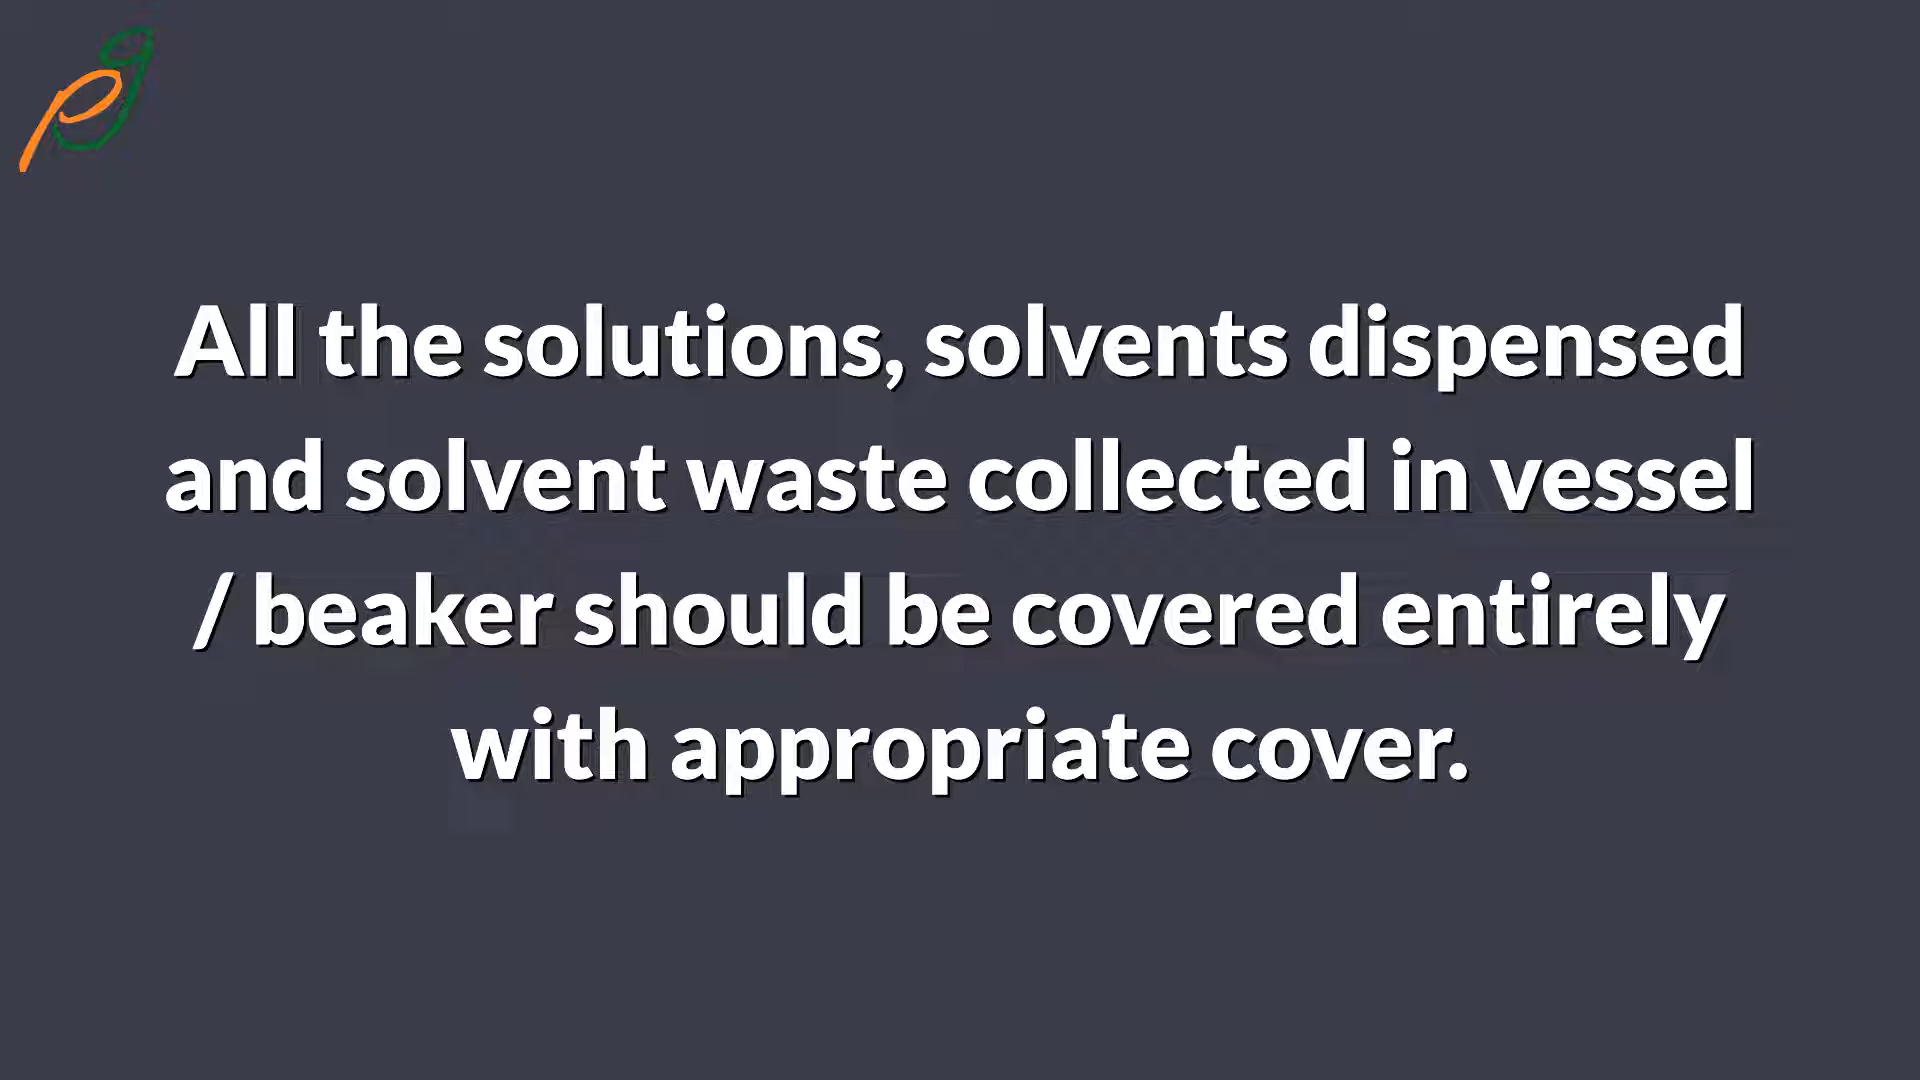 All the solutions, solvents dispensed
and solvent waste collected in vessel
/ beaker should be covered entirely
with appropriate cover.